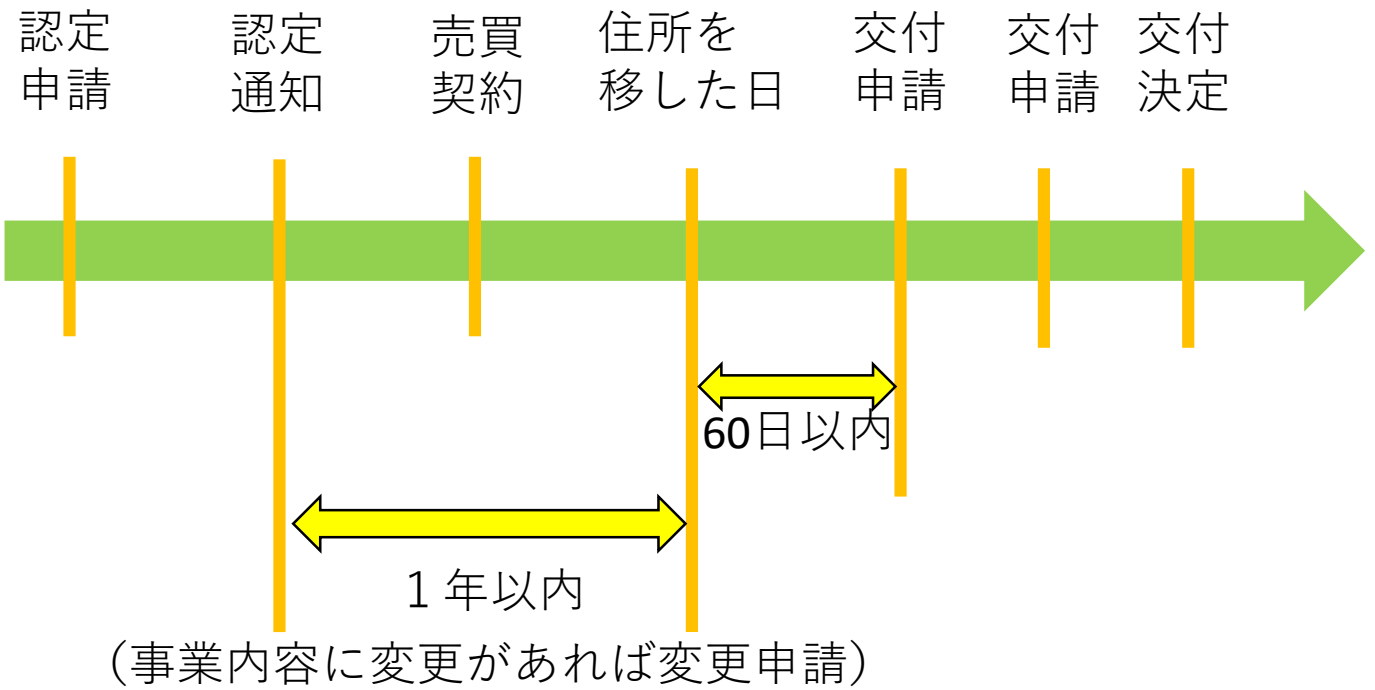 認定
申請
認定
通知
売買
契約
住所を
移した日
交付
申請
交付
申請
交付
決定
60日以内
１年以内
（事業内容に変更があれば変更申請）